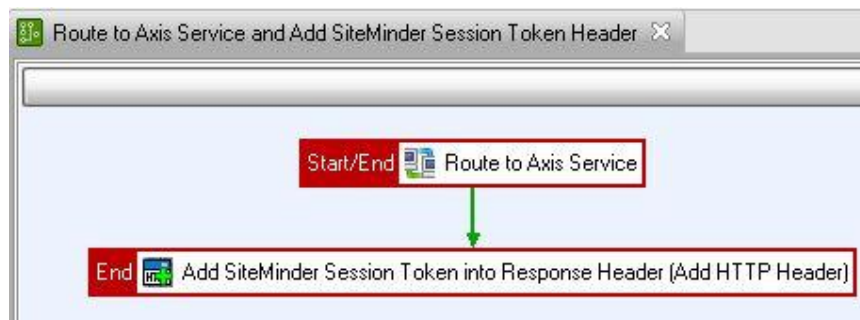 Route to Axis Service and Add SiteMinder Session Token Header
Start/End Route to Axis Service
End Add SiteMinder Session Token into Response Header (Add HTTP Header)